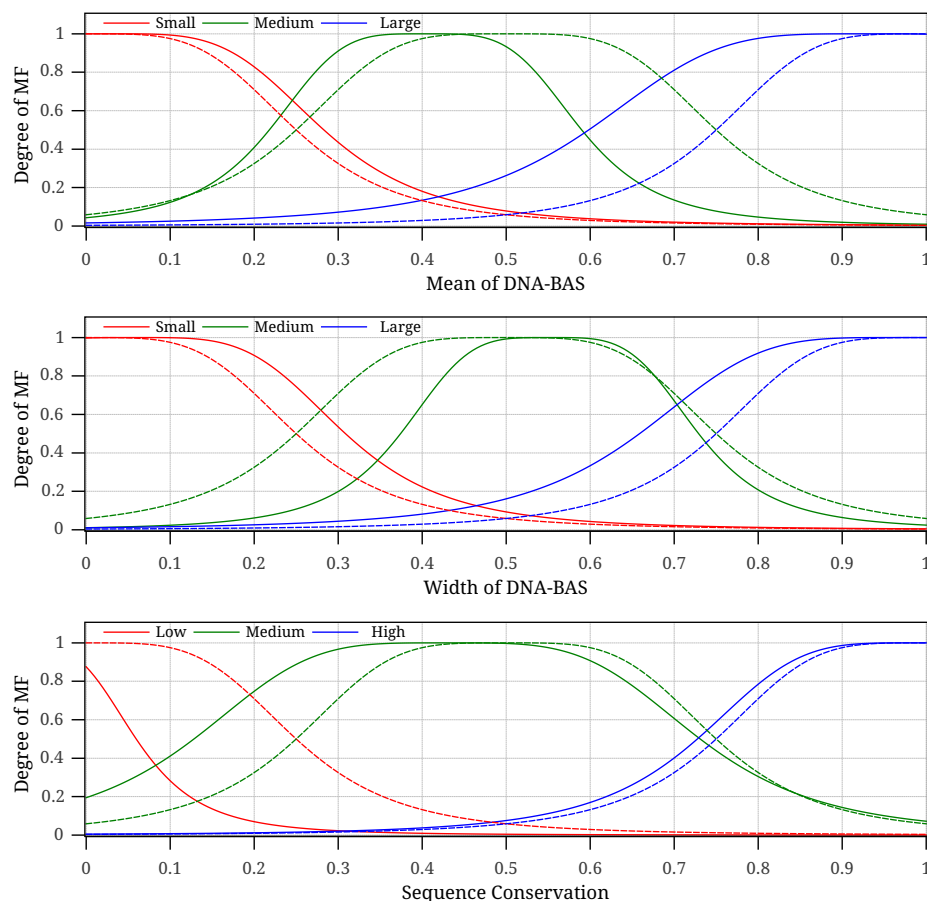 Small Medium Large
1
0.8
0.6
0.4
0.2
0
Degree of MF
0 0.1 0.2 0.3 0.4 0.5 0.6 0.7 0.8 0.9 1
Mean of DNA-BAS
Small Medium Large
1
0.8
0.6
0.4
0.2
0
Degree of MF
0 0.1 0.2 0.3 0.4 0.5 0.6 0.7 0.8 0.9 1
Width of DNA-BAS
Low Medium High
1
0.8
0.6
0.4
0.2
0
Degree of MF
0 0.1 0.2 0.3 0.4 0.5 0.6 0.7 0.8 0.9 1
Sequence Conservation